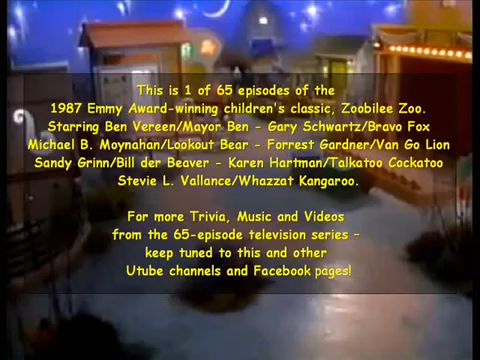 This is 1 of 65 episodes of the
1987 Emmy Award-winning children's classic, Zoobilee Zoo.
Starring Ben Vereen/Mayor Ben - Gary Schwartz/Bravo Fox
Michael B. Moynahan/Lookout Bear - Forrest Gardner/Van Go Lion
Sandy Grinn/Bill der Beaver - Karen Hartman/Talkatoo Cockatoo
Stevie L. Vallance/Whazzat Kangaroo.
For more Trivia, Music and Videos
from the 65-episode television series -
keep tuned to this and other
Utube channels and Facebook pages!